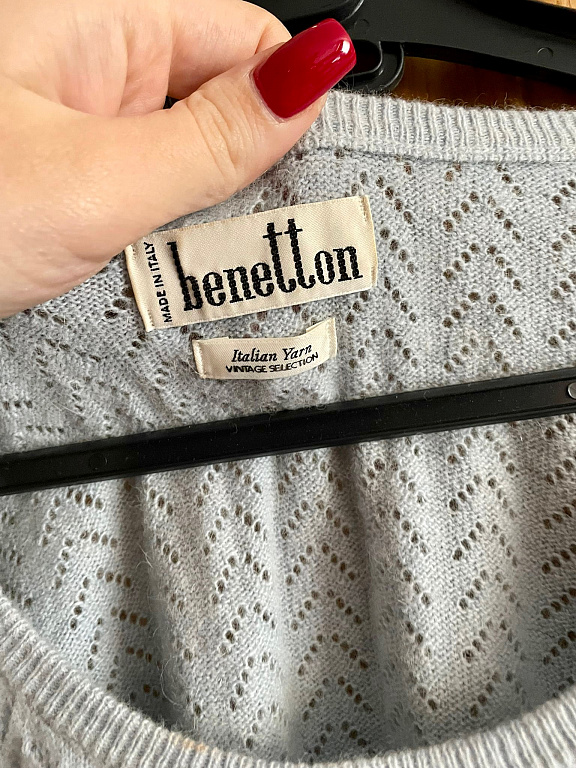 MADE IN ITALY
benetton
Italian Yarn
VINTAGE SELECTION